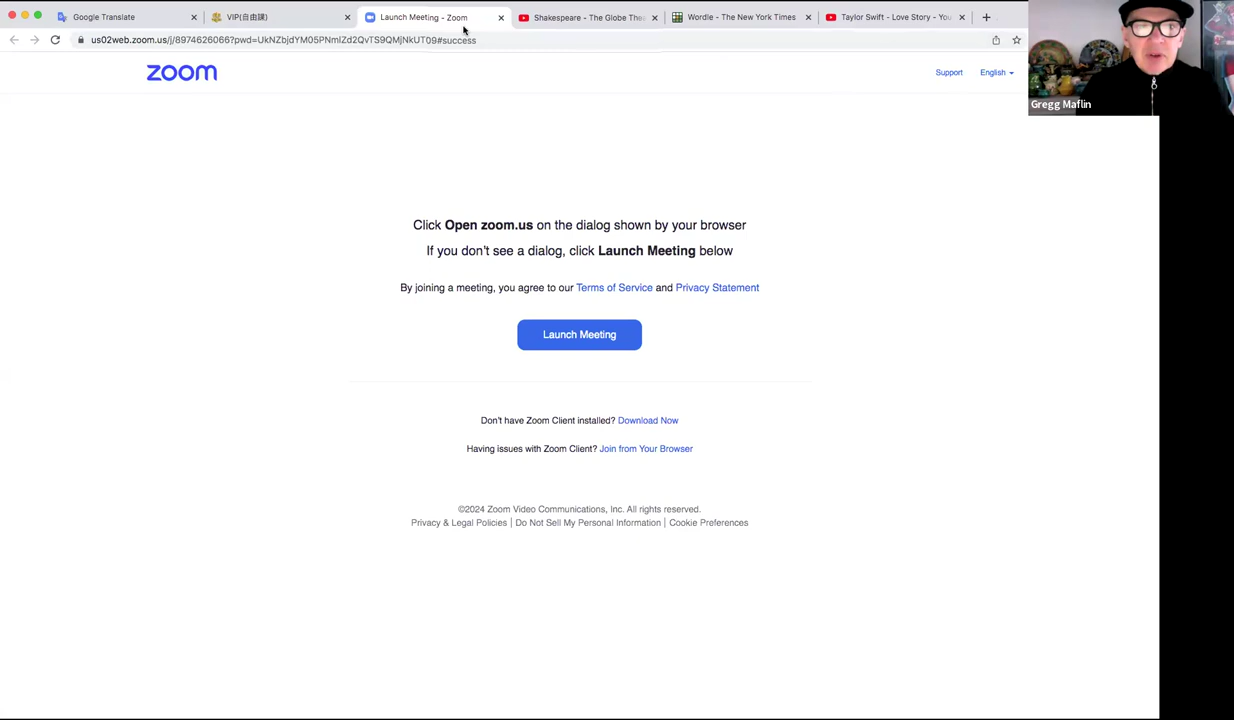 Google Translate
VIP(自由課)
Launch Meeting - Zoom
Shakespeare - The Globe Thea
Wordle - The New York Times
Taylor Swift - Love Story - You
us02web.zoom.us/j/8974626066?pwd=UkNZbjdYM05PNmlZd2QvTS9QMjNkUT09#success
zoom
Support
English
Gregg Maflin
Click Open zoom.us on the dialog shown by your browser
If you don't see a dialog, click Launch Meeting below
By joining a meeting, you agree to our Terms of Service and Privacy Statement
Launch Meeting
Don't have Zoom Client installed? Download Now
Having issues with Zoom Client? Join from Your Browser
©2024 Zoom Video Communications, Inc. All rights reserved.
Privacy & Legal Policies | Do Not Sell My Personal Information | Cookie Preferences